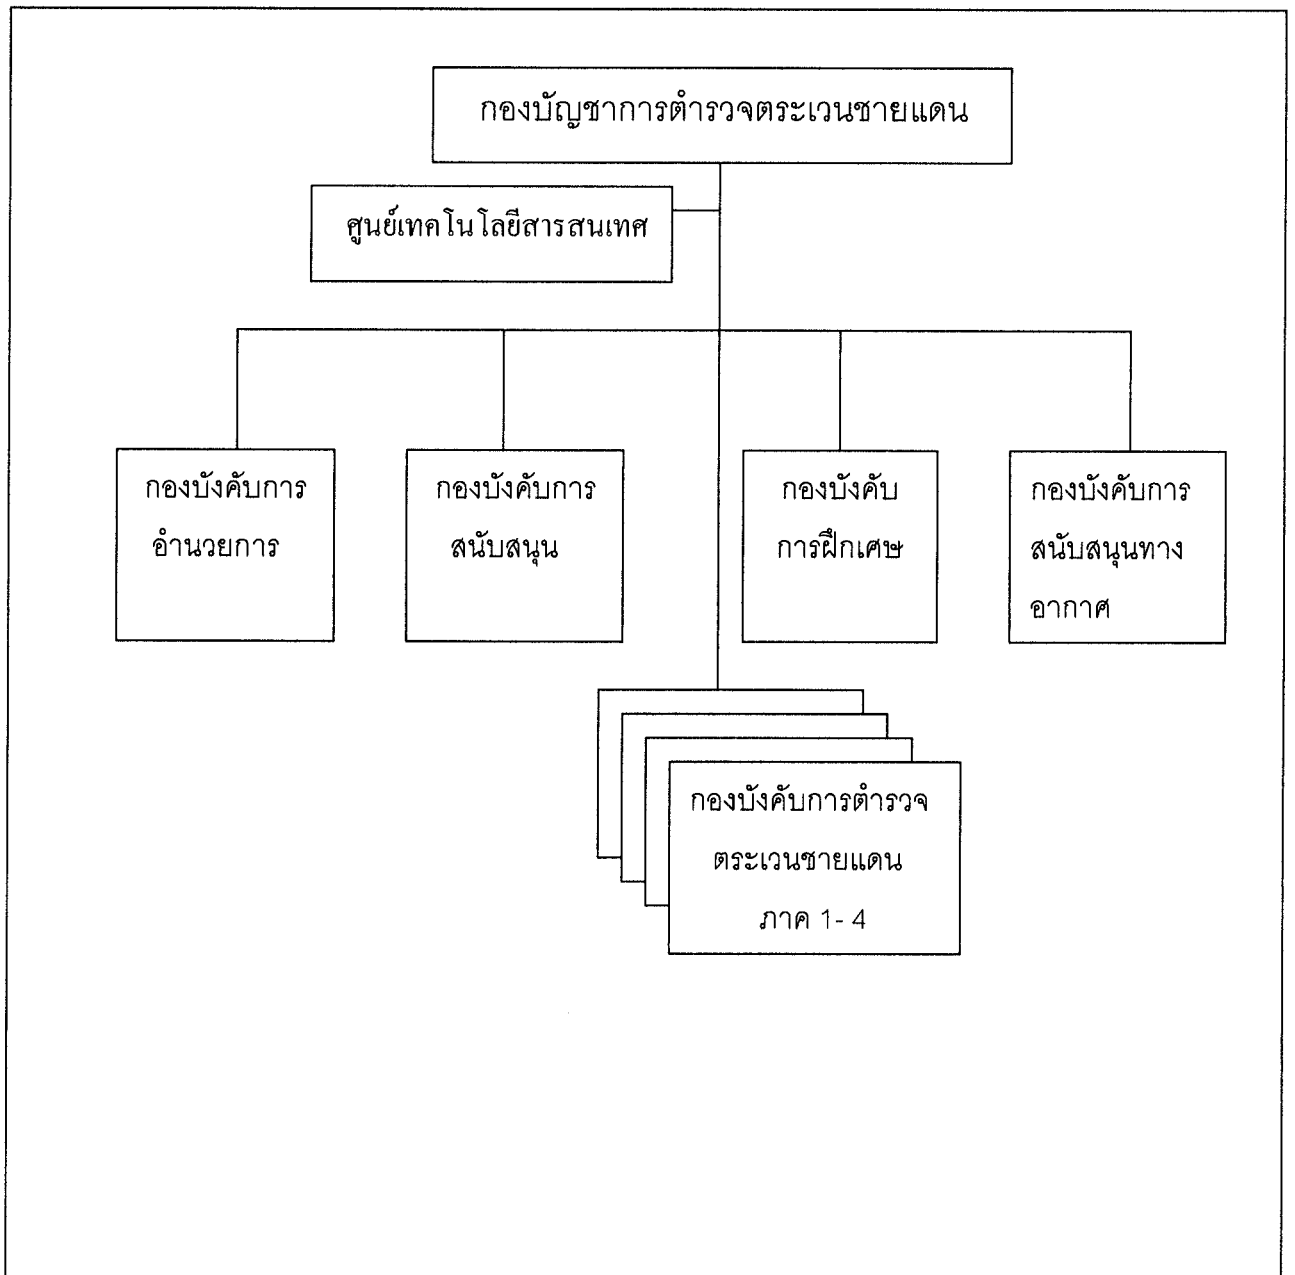 กองบัญชาการตำรวจตระเวนชายแดน
ศูนย์เทคโนโลยีสารสนเทศ
กองบังคับการ
อำนวยการ
กองบังคับการ
สนับสนุน
กองบังคับ
การฝึกเศษ
กองบังคับการ
สนับสนุนทาง
อากาศ
กองบังคับการตำรวจ
ตระเวนชายแดน
ภาค 1- 4